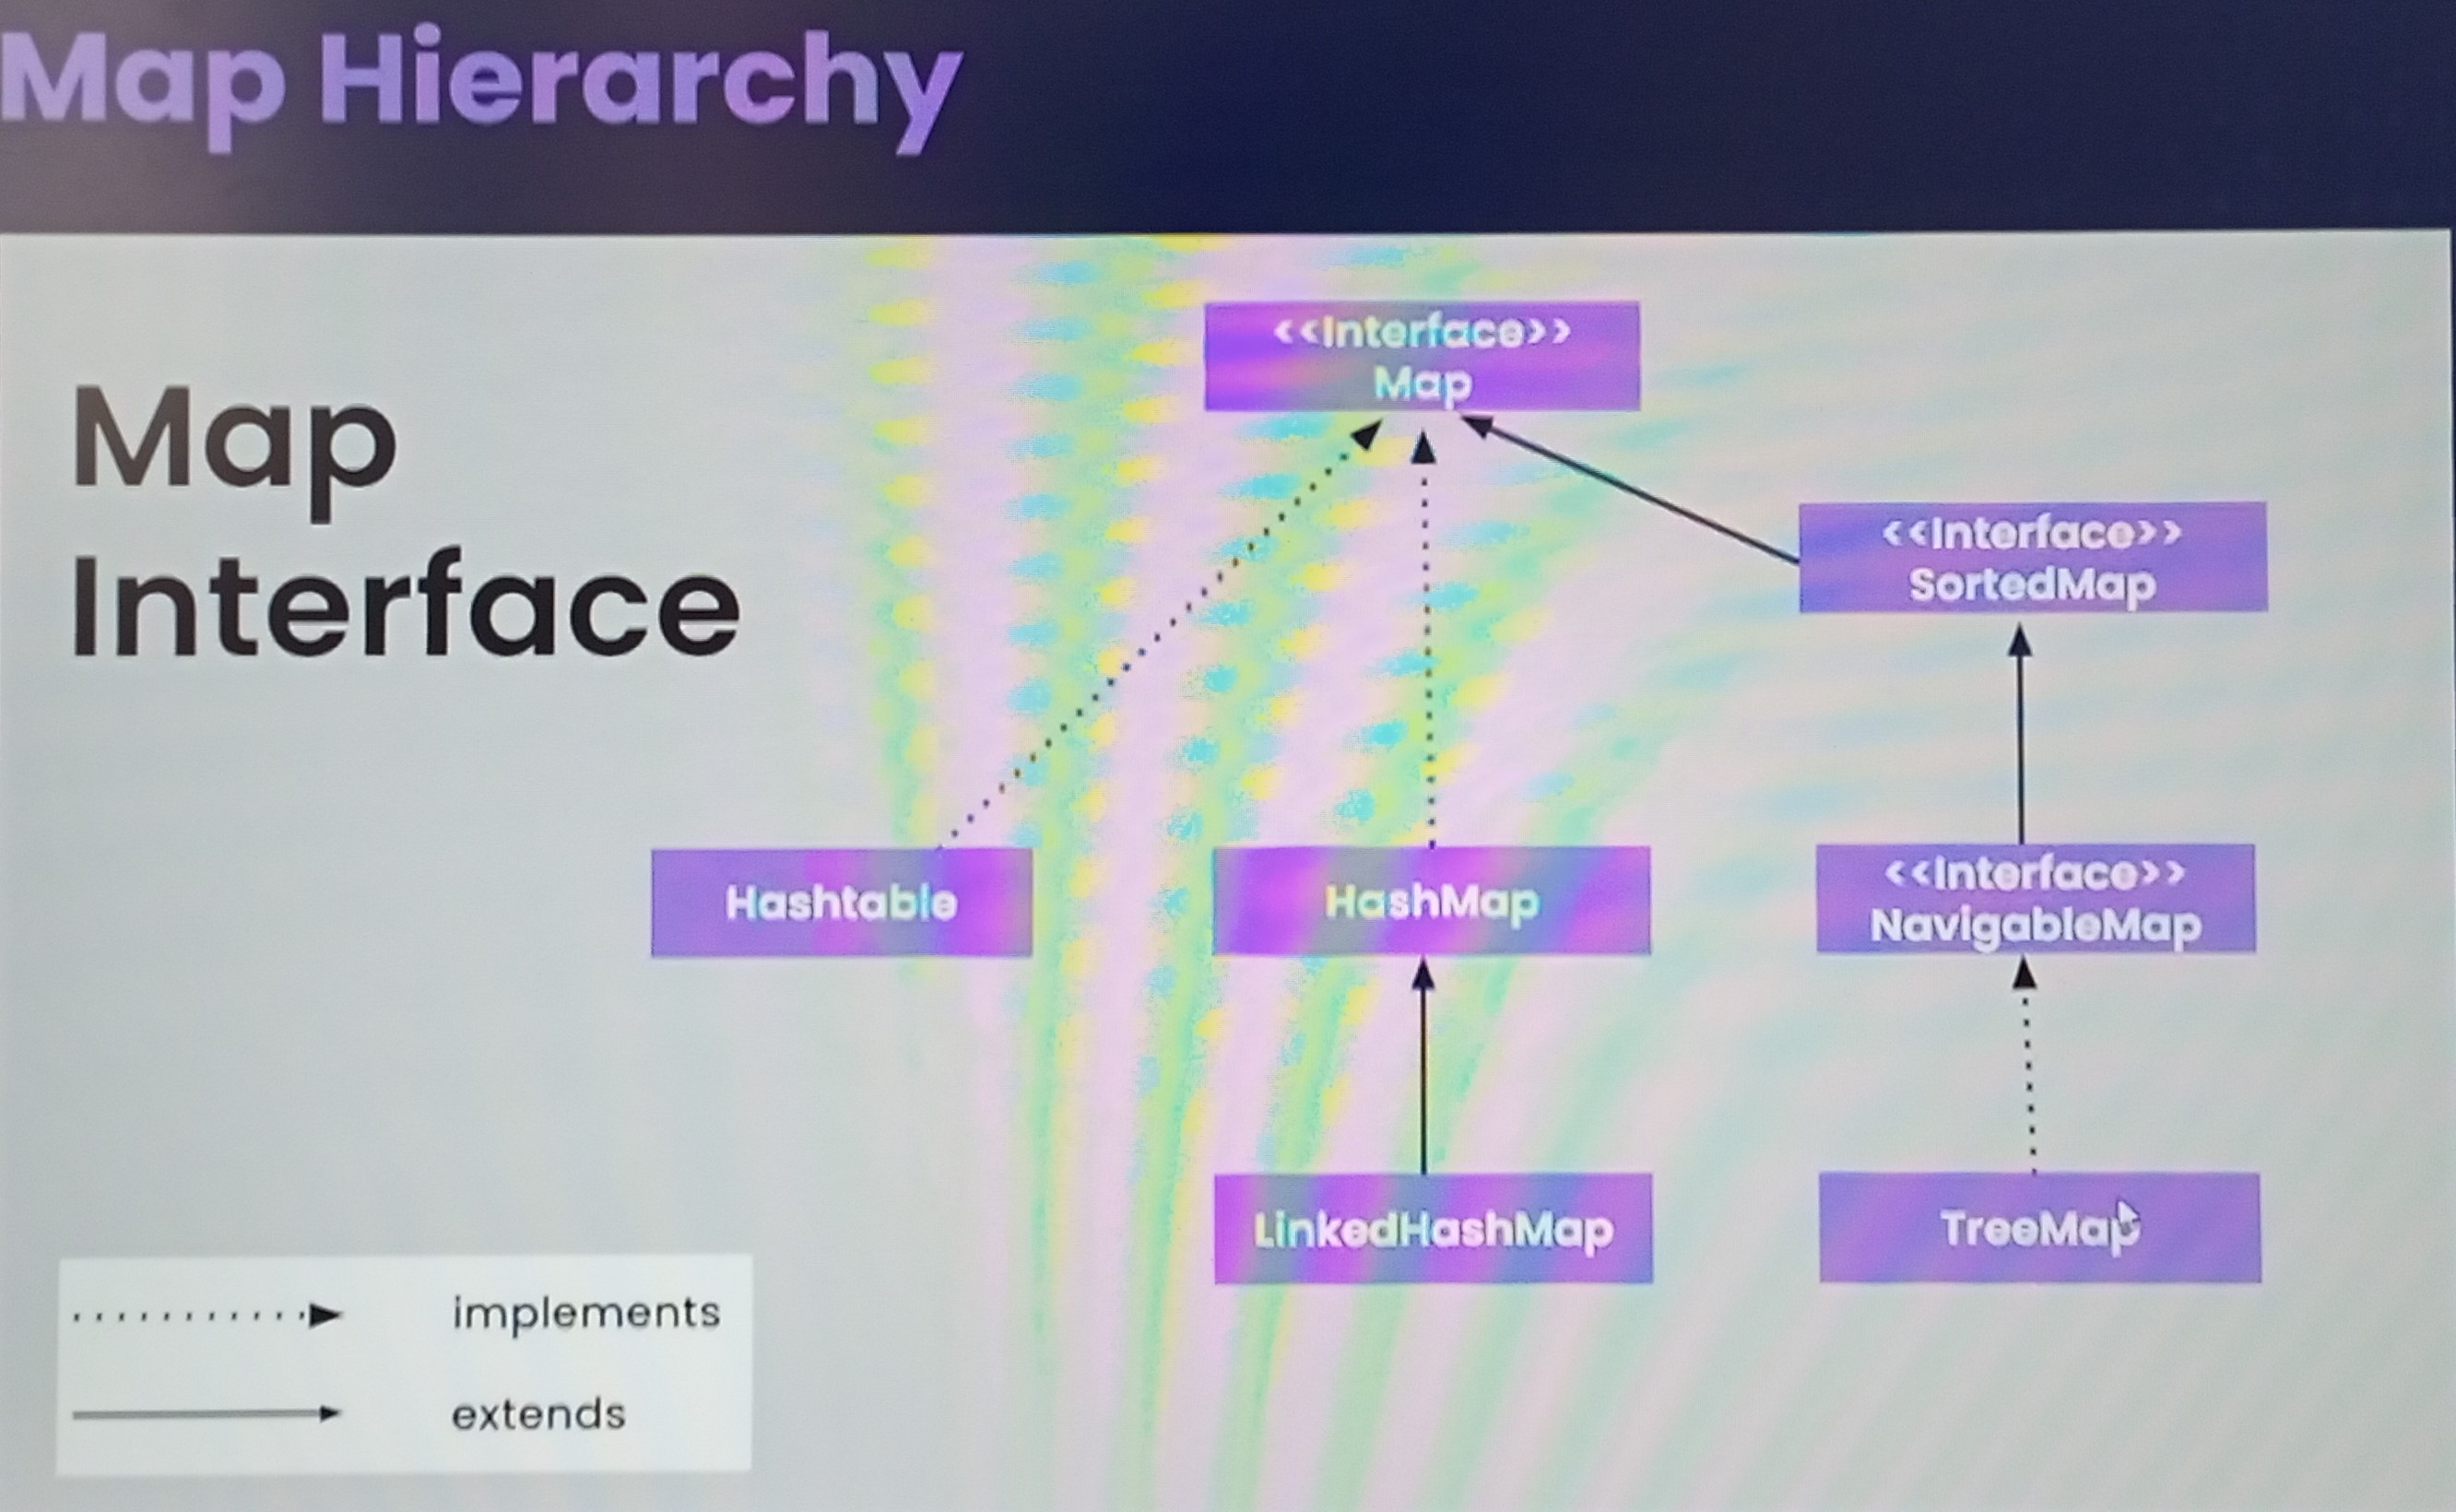 Map Hierarchy
Map
Interface
<<Interface>>
Map
<<Interface>>
SortedMap
Hashtable
HashMap
<<Interface>>
NavigableMap
LinkedHashMap
TreeMap
implements
extends